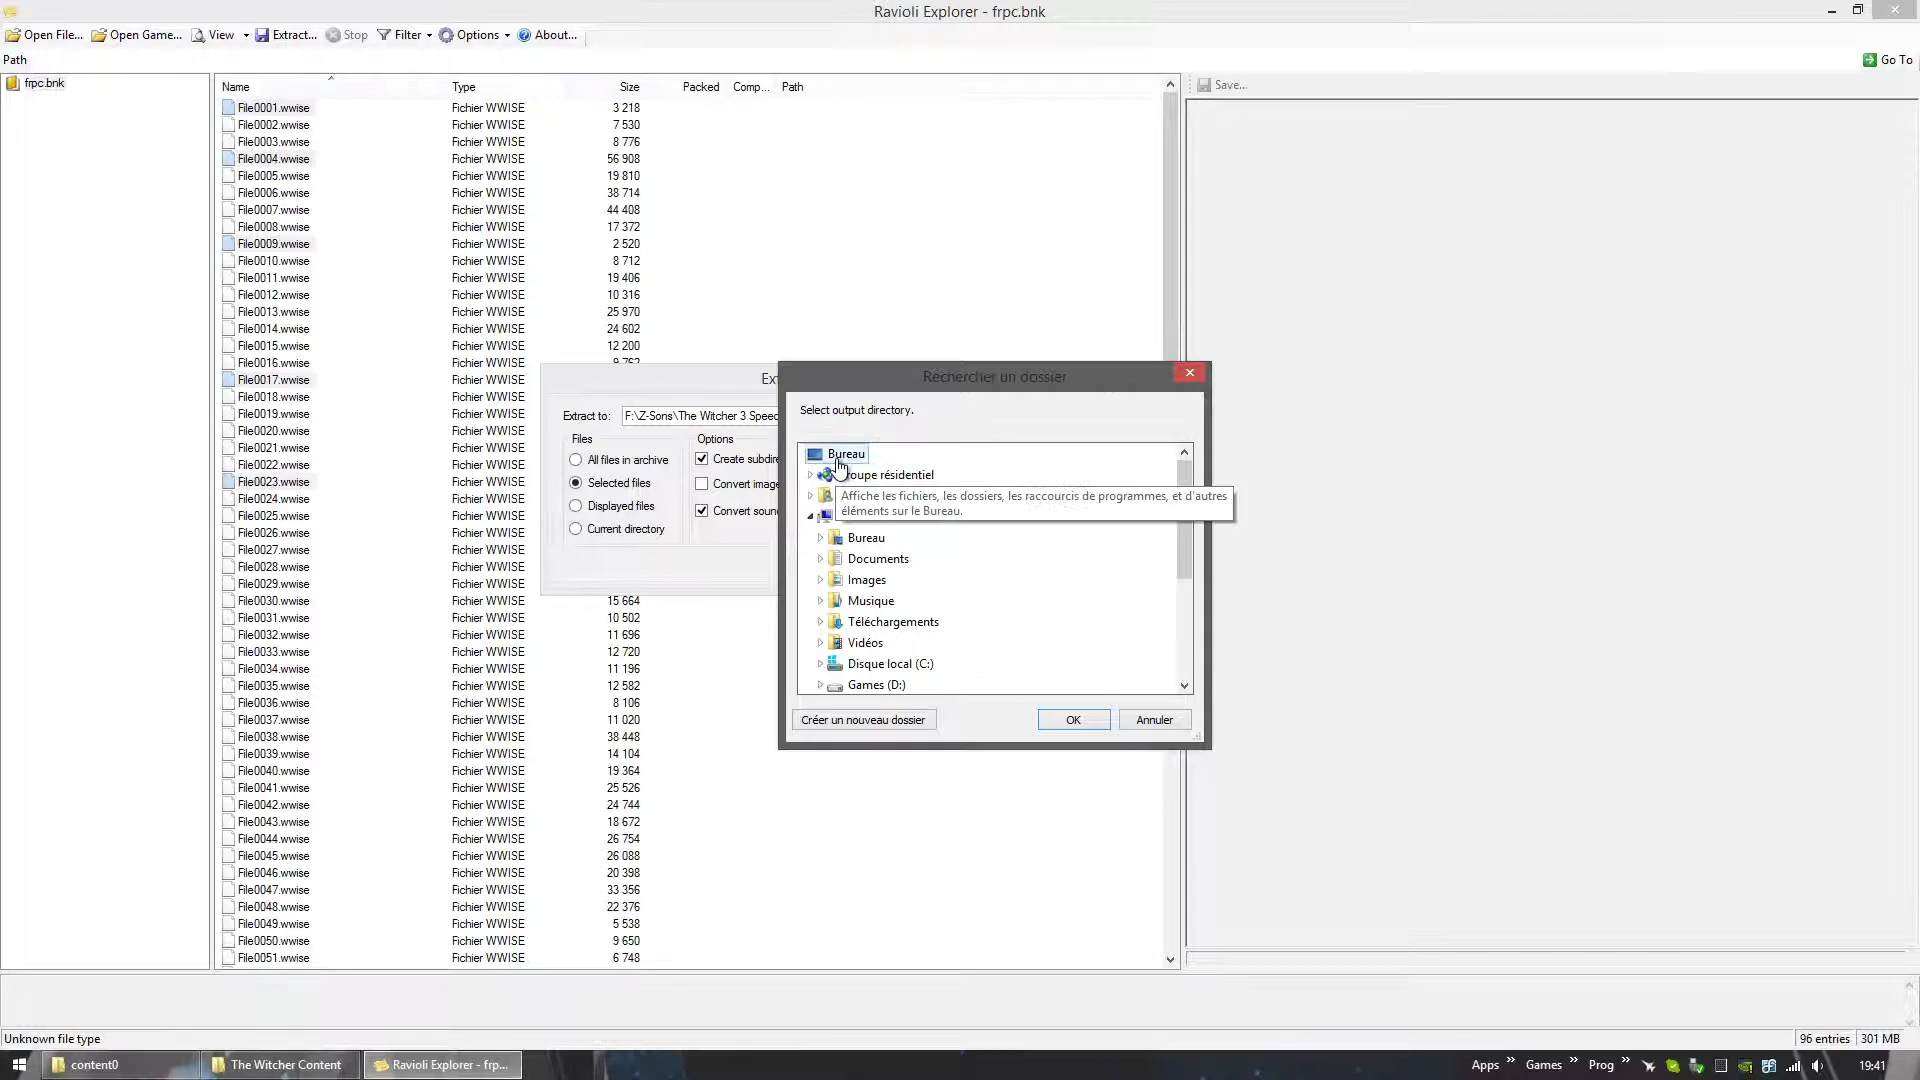 Ravioli Explorer - frpc.bnk
Open File... Open Game... View Extract... Stop Filter Options About...
Path
Go To
frpc.bnk
Name Type Size Packed Comp... Path
Save...
File0001.wwise Fichier WWISE 3 218
File0002.wwise Fichier WWISE 7 530
File0003.wwise Fichier WWISE 8 776
File0004.wwise Fichier WWISE 56 908
File0005.wwise Fichier WWISE 19 810
File0006.wwise Fichier WWISE 38 714
File0007.wwise Fichier WWISE 44 408
File0008.wwise Fichier WWISE 17 372
File0009.wwise Fichier WWISE 2 520
File0010.wwise Fichier WWISE 8 712
File0011.wwise Fichier WWISE 19 406
File0012.wwise Fichier WWISE 10 316
File0013.wwise Fichier WWISE 25 970
File0014.wwise Fichier WWISE 24 602
File0015.wwise Fichier WWISE 12 200
File0016.wwise Fichier WWISE 9 762
File0017.wwise Fichier WWISE
File0018.wwise Fichier WWISE
File0019.wwise Fichier WWISE
File0020.wwise Fichier WWISE
File0021.wwise Fichier WWISE
File0022.wwise Fichier WWISE
File0023.wwise Fichier WWISE
File0024.wwise Fichier WWISE
File0025.wwise Fichier WWISE
File0026.wwise Fichier WWISE
File0027.wwise Fichier WWISE
File0028.wwise Fichier WWISE
File0029.wwise Fichier WWISE
File0030.wwise Fichier WWISE 15 664
File0031.wwise Fichier WWISE 10 502
File0032.wwise Fichier WWISE 11 696
File0033.wwise Fichier WWISE 12 720
File0034.wwise Fichier WWISE 11 196
File0035.wwise Fichier WWISE 12 582
File0036.wwise Fichier WWISE 8 106
File0037.wwise Fichier WWISE 11 020
File0038.wwise Fichier WWISE 38 448
File0039.wwise Fichier WWISE 14 104
File0040.wwise Fichier WWISE 19 364
File0041.wwise Fichier WWISE 25 526
File0042.wwise Fichier WWISE 24 744
File0043.wwise Fichier WWISE 18 672
File0044.wwise Fichier WWISE 26 754
File0045.wwise Fichier WWISE 26 088
File0046.wwise Fichier WWISE 20 398
File0047.wwise Fichier WWISE 33 356
File0048.wwise Fichier WWISE 22 376
File0049.wwise Fichier WWISE 5 538
File0050.wwise Fichier WWISE 9 650
File0051.wwise Fichier WWISE 6 748
Ext
Extract to: F:\Z-Sons\The Witcher 3 Speec
Files
All files in archive
Selected files
Displayed files
Current directory
Options
Create subdire
Convert image
Convert soun
Rechercher un dossier
Select output directory.
Bureau
roupe résidentiel
Affiche les fichiers, les dossiers, les raccourcis de programmes, et d'autres
éléments sur le Bureau.
Bureau
Documents
Images
Musique
Téléchargements
Vidéos
Disque local (C:)
Games (D:)
Créer un nouveau dossier OK Annuler
Unknown file type
96 entries 301 MB
content0 The Witcher Content Ravioli Explorer - frp...
Apps » Games » Prog » 19:41